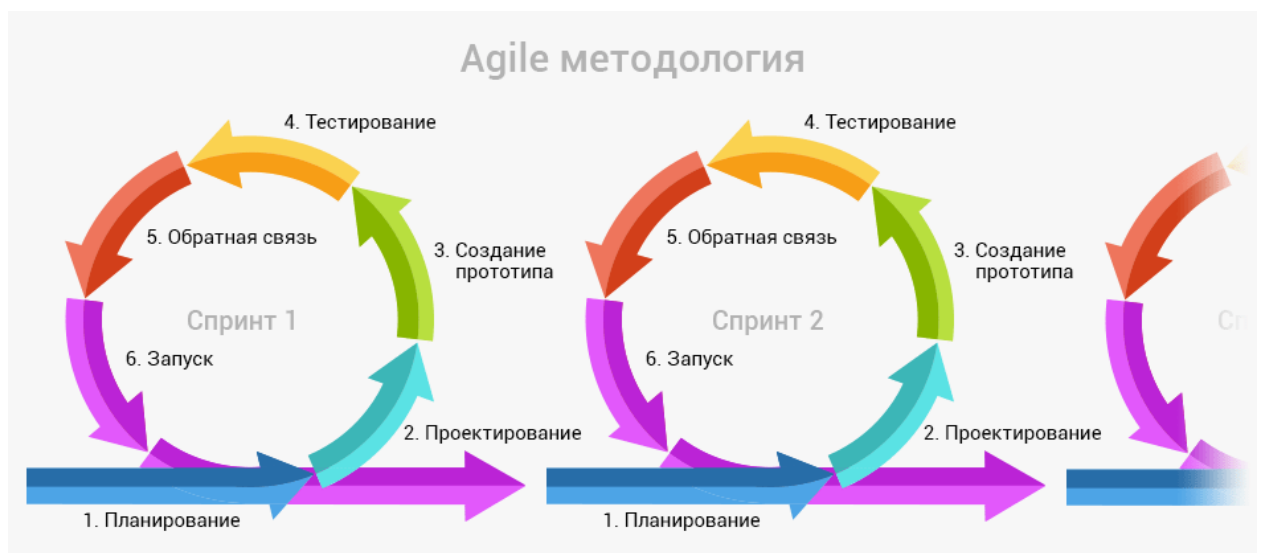 Agile методология
4. Тестирование
5. Обратная связь
3. Создание
прототипа
Спринт 1
6. Запуск
2. Проектирование
1. Планирование
4. Тестирование
5. Обратная связь
3. Создание
прототипа
Спринт 2
6. Запуск
2. Проектирование
1. Планирование